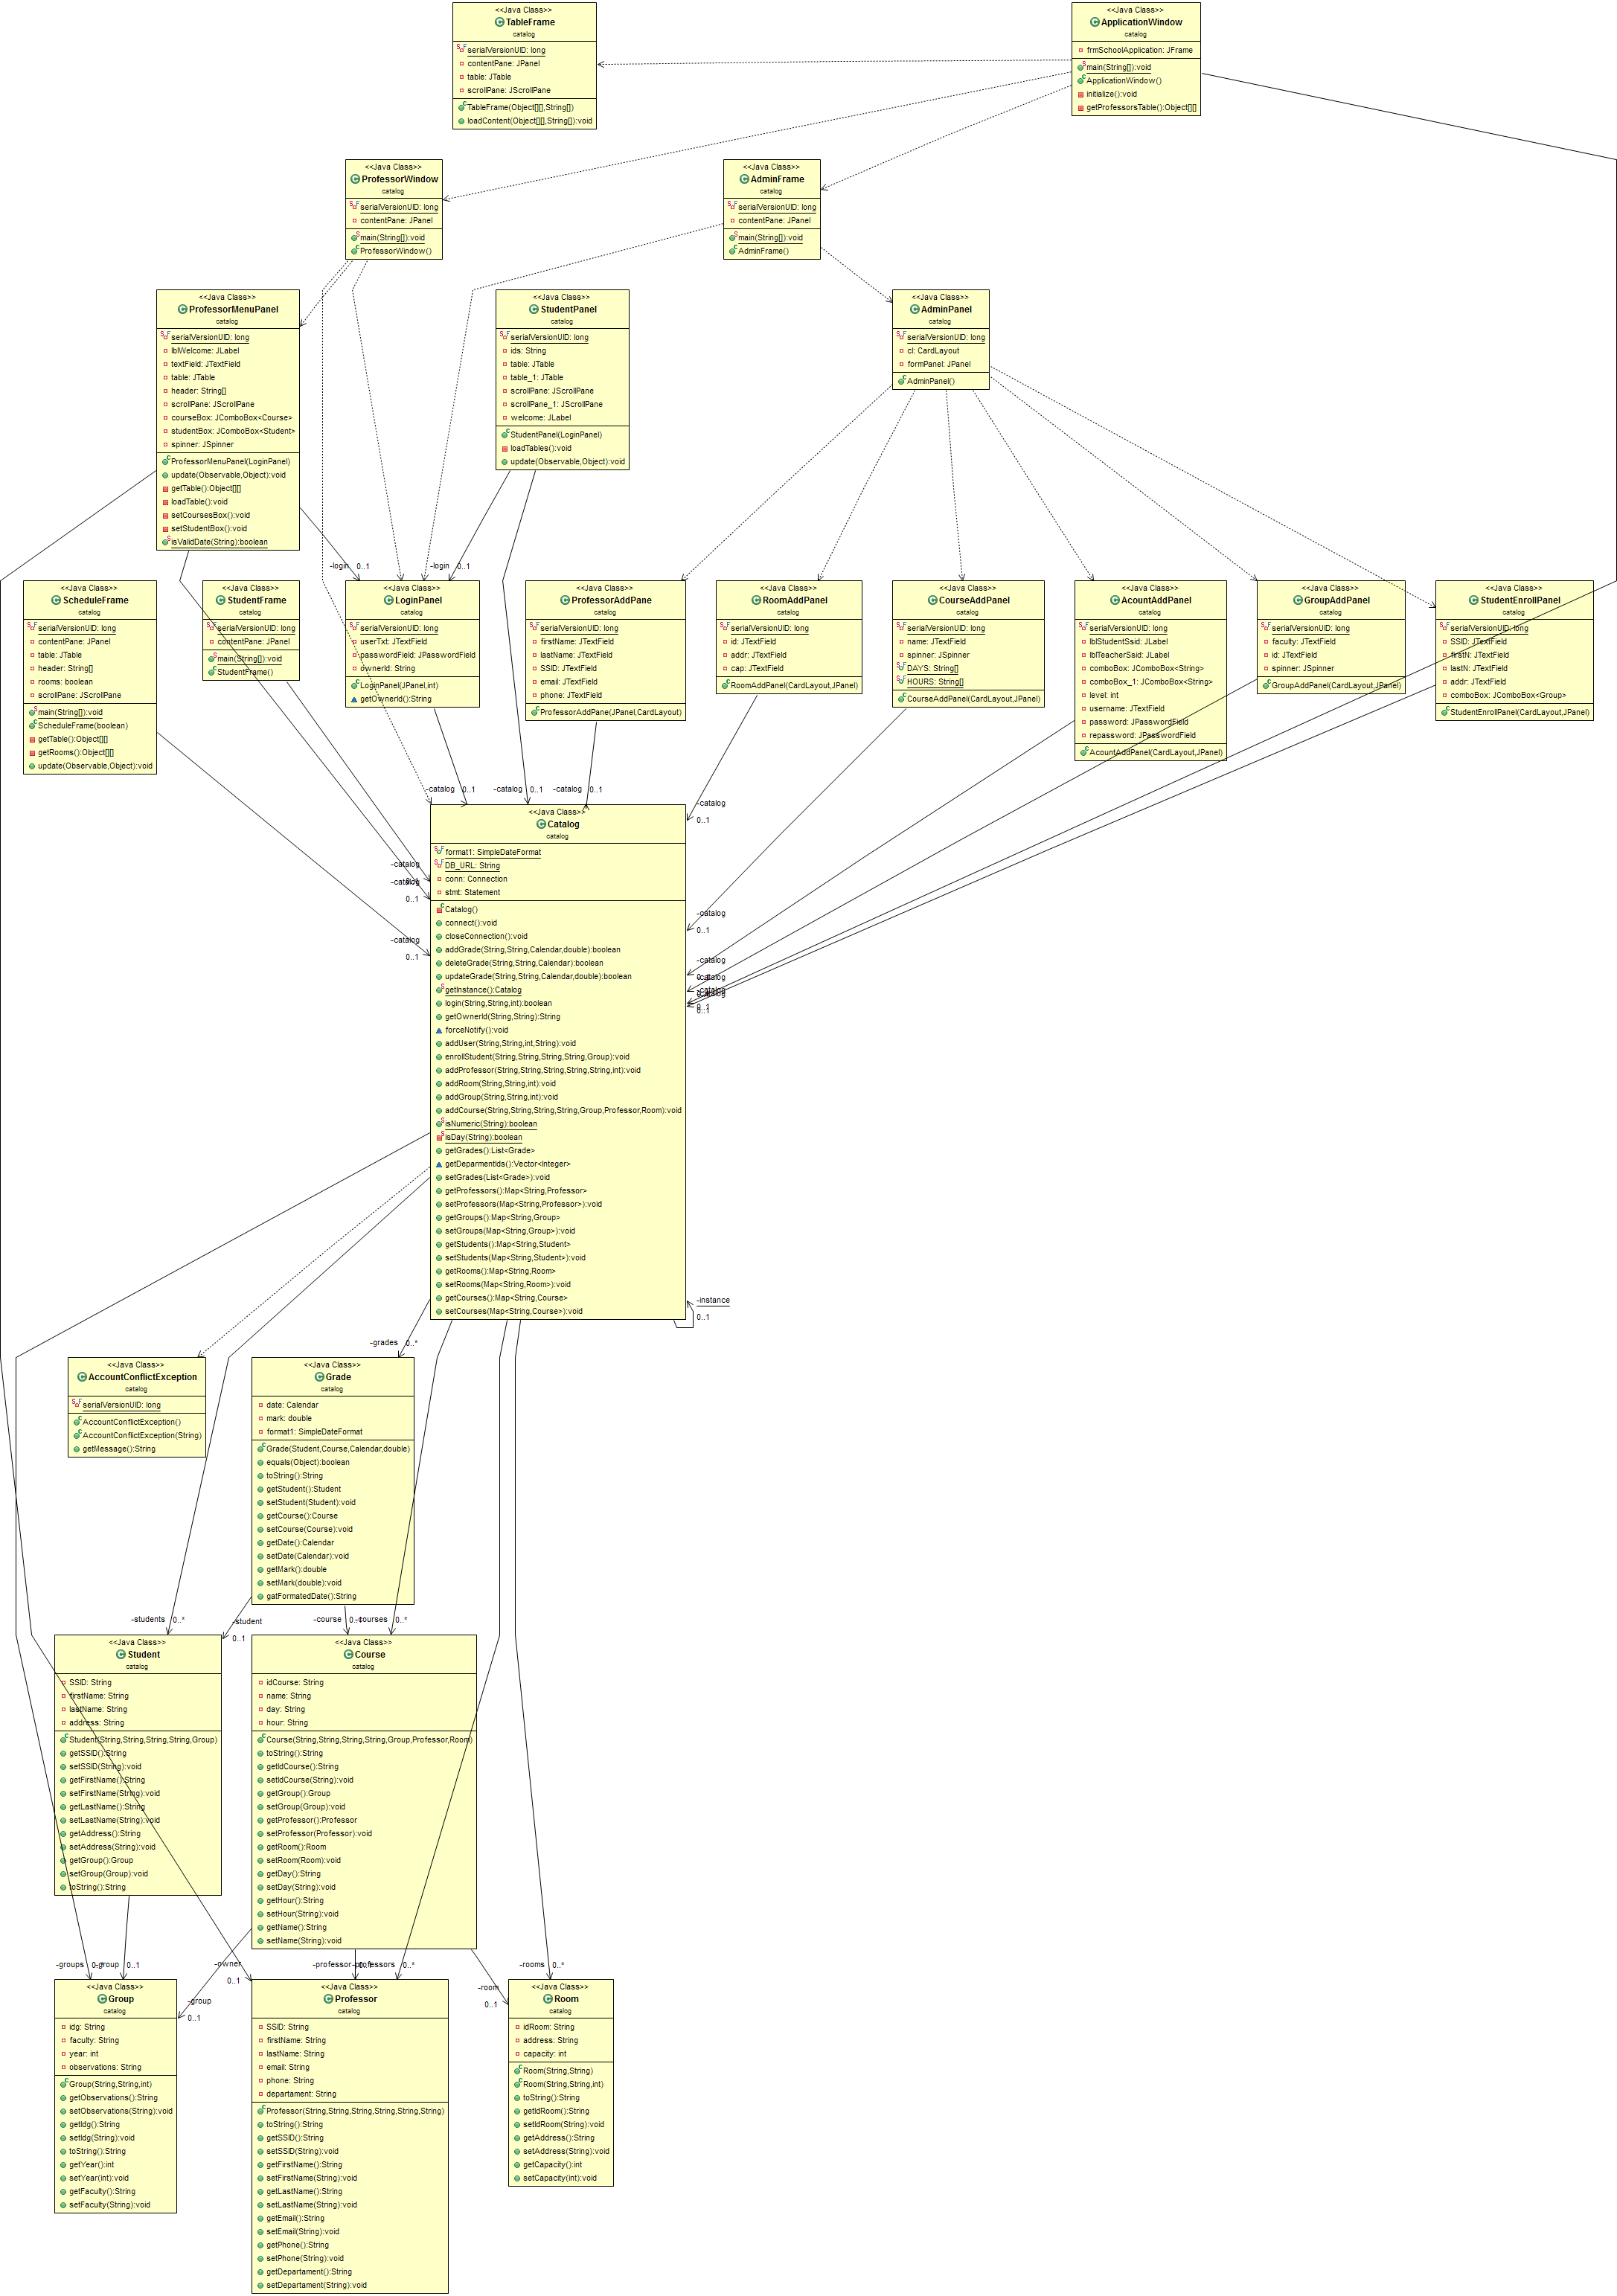 <<Java Class>>
TableFrame
catalog
serialVersionUID: long
contentPane: JPanel
table: JTable
scrollPane: JScrollPane
TableFrame(Object[][],String[])
loadContent(Object[][],String[]):void
<<Java Class>>
ApplicationWindow
catalog
frmSchoolApplication: JFrame
main(String[]):void
ApplicationWindow()
initialize():void
getProfessorsTable():Object[][]
<<Java Class>>
ProfessorWindow
catalog
serialVersionUID: long
contentPane: JPanel
main(String[]):void
ProfessorWindow()
<<Java Class>>
AdminFrame
catalog
serialVersionUID: long
contentPane: JPanel
main(String[]):void
AdminFrame()
<<Java Class>>
ProfessorMenuPanel
catalog
serialVersionUID: long
lblWelcome: JLabel
textField: JTextField
table: JTable
header: String[]
scrollPane: JScrollPane
courseBox: JComboBox<Course>
studentBox: JComboBox<Student>
spinner: JSpinner
ProfessorMenuPanel(LoginPanel)
update(Observable,Object):void
getTable():Object[][]
loadTable():void
setCoursesBox():void
setStudentBox():void
isValidDate(String):boolean
<<Java Class>>
StudentPanel
catalog
serialVersionUID: long
ids: String
table: JTable
table_1: JTable
scrollPane: JScrollPane
scrollPane_1: JScrollPane
welcome: JLabel
StudentPanel(LoginPanel)
loadTables():void
update(Observable,Object):void
<<Java Class>>
AdminPanel
catalog
serialVersionUID: long
cl: CardLayout
formPanel: JPanel
AdminPanel()
-login 0..1
-login 0..1
<<Java Class>>
ScheduleFrame
catalog
serialVersionUID: long
contentPane: JPanel
table: JTable
header: String[]
rooms: boolean
scrollPane: JScrollPane
main(String[]):void
ScheduleFrame(boolean)
getTable():Object[][]
getRooms():Object[][]
update(Observable,Object):void
<<Java Class>>
StudentFrame
catalog
serialVersionUID: long
contentPane: JPanel
main(String[]):void
StudentFrame()
<<Java Class>>
LoginPanel
catalog
serialVersionUID: long
userTxt: JTextField
passwordField: JPasswordField
ownerId: String
LoginPanel(JPanel,int)
getOwnerId():String
<<Java Class>>
ProfessorAddPane
catalog
serialVersionUID: long
firstName: JTextField
lastName: JTextField
SSID: JTextField
email: JTextField
phone: JTextField
ProfessorAddPane(JPanel,CardLayout)
<<Java Class>>
RoomAddPanel
catalog
serialVersionUID: long
id: JTextField
addr: JTextField
cap: JTextField
RoomAddPanel(CardLayout,JPanel)
<<Java Class>>
CourseAddPanel
catalog
serialVersionUID: long
name: JTextField
spinner: JSpinner
DAYS: String[]
HOURS: String[]
CourseAddPanel(CardLayout,JPanel)
<<Java Class>>
AcountAddPanel
catalog
serialVersionUID: long
lblStudentSsid: JLabel
lblTeacherSsid: JLabel
comboBox: JComboBox<String>
comboBox_1: JComboBox<String>
level: int
username: JTextField
password: JPasswordField
repassword: JPasswordField
AcountAddPanel(CardLayout,JPanel)
<<Java Class>>
GroupAddPanel
catalog
serialVersionUID: long
faculty: JTextField
id: JTextField
spinner: JSpinner
GroupAddPanel(CardLayout,JPanel)
<<Java Class>>
StudentEnrollPanel
catalog
serialVersionUID: long
SSID: JTextField
firstN: JTextField
lastN: JTextField
addr: JTextField
comboBox: JComboBox<Group>
StudentEnrollPanel(CardLayout,JPanel)
-catalog 0..1
-catalog 0..1
-catalog 0..1
-catalog
0..1
-catalog
0..1
-catalog
0..1
-catalog
0..1
-catalog
0..1
-catalog
-catalog
0..1
0..1
<<Java Class>>
Catalog
catalog
format1: SimpleDateFormat
DB_URL: String
conn: Connection
stmt: Statement
Catalog()
connect():void
closeConnection():void
addGrade(String,String,Calendar,double):boolean
deleteGrade(String,String,Calendar):boolean
updateGrade(String,String,Calendar,double):boolean
getInstance():Catalog
login(String,String,int):boolean
getOwnerId(String,String):String
forceNotify():void
addUser(String,String,int,String):void
enrollStudent(String,String,String,String,Group):void
addProfessor(String,String,String,String,String,int):void
addRoom(String,String,int):void
addGroup(String,String,int):void
addCourse(String,String,String,String,Group,Professor,Room):void
isNumeric(String):boolean
isDay(String):boolean
getGrades():List<Grade>
getDeparmentIds():Vector<Integer>
setGrades(List<Grade>):void
getProfessors():Map<String,Professor>
setProfessors(Map<String,Professor>):void
getGroups():Map<String,Group>
setGroups(Map<String,Group>):void
getStudents():Map<String,Student>
setStudents(Map<String,Student>):void
getRooms():Map<String,Room>
setRooms(Map<String,Room>):void
getCourses():Map<String,Course>
setCourses(Map<String,Course>):void
-instance
0..1
-grades 0..*
<<Java Class>>
AccountConflictException
catalog
serialVersionUID: long
AccountConflictException()
AccountConflictException(String)
getMessage():String
<<Java Class>>
Grade
catalog
date: Calendar
mark: double
format1: SimpleDateFormat
Grade(Student,Course,Calendar,double)
equals(Object):boolean
toString():String
getStudent():Student
setStudent(Student):void
getCourse():Course
setCourse(Course):void
getDate():Calendar
setDate(Calendar):void
getMark():double
setMark(double):void
gatFormatedDate():String
-students 0..*
-student
0..1
-course
-courses 0..*
<<Java Class>>
Student
catalog
SSID: String
firstName: String
lastName: String
address: String
Student(String,String,String,String,Group)
getSSID():String
setSSID(String):void
getFirstName():String
setFirstName(String):void
getLastName():String
setLastName(String):void
getAddress():String
setAddress(String):void
getGroup():Group
setGroup(Group):void
toString():String
<<Java Class>>
Course
catalog
idCourse: String
name: String
day: String
hour: String
Course(String,String,String,String,Group,Professor,Room)
toString():String
getIdCourse():String
setIdCourse(String):void
getGroup():Group
setGroup(Group):void
getProfessor():Professor
setProfessor(Professor):void
getRoom():Room
setRoom(Room):void
getDay():String
setDay(String):void
getHour():String
setHour(String):void
getName():String
setName(String):void
-groups
-group 0..1
-owner
0..1
-group
0..1
-professor
-professors 0..*
-room
0..1
-rooms 0..*
<<Java Class>>
Group
catalog
idg: String
faculty: String
year: int
observations: String
Group(String,String,int)
getObservations():String
setObservations(String):void
getIdg():String
setIdg(String):void
toString():String
getYear():int
setYear(int):void
getFaculty():String
setFaculty(String):void
<<Java Class>>
Professor
catalog
SSID: String
firstName: String
lastName: String
email: String
phone: String
departament: String
Professor(String,String,String,String,String,String)
toString():String
getSSID():String
setSSID(String):void
getFirstName():String
setFirstName(String):void
getLastName():String
setLastName(String):void
getEmail():String
setEmail(String):void
getPhone():String
setPhone(String):void
getDepartament():String
setDepartament(String):void
<<Java Class>>
Room
catalog
idRoom: String
address: String
capacity: int
Room(String,String)
Room(String,String,int)
toString():String
getIdRoom():String
setIdRoom(String):void
getAddress():String
setAddress(String):void
getCapacity():int
setCapacity(int):void